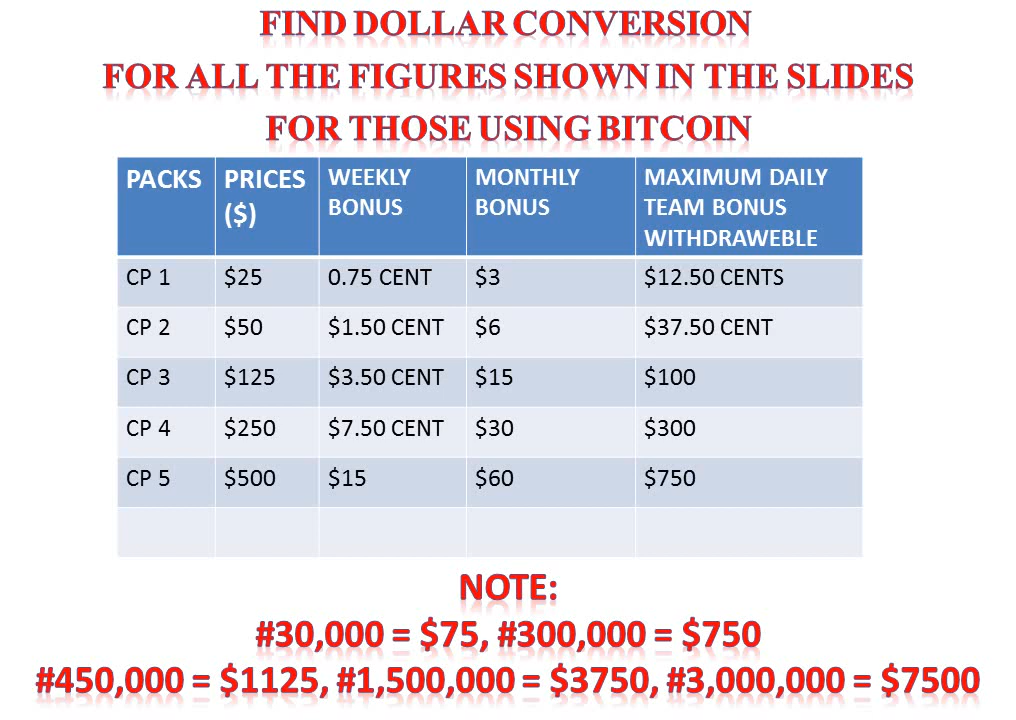 FIND DOLLAR CONVERSION
FOR ALL THE FIGURES SHOWN IN THE SLIDES
FOR THOSE USING BITCOIN
PACKS PRICES ($) WEEKLY BONUS MONTHLY BONUS MAXIMUM DAILY TEAM BONUS WITHDRAWEBLE
CP 1 $25 0.75 CENT $3 $12.50 CENTS
CP 2 $50 $1.50 CENT $6 $37.50 CENT
CP 3 $125 $3.50 CENT $15 $100
CP 4 $250 $7.50 CENT $30 $300
CP 5 $500 $15 $60 $750
NOTE:
#30,000 = $75, #300,000 = $750
#450,000 = $1125, #1,500,000 = $3750, #3,000,000 = $7500